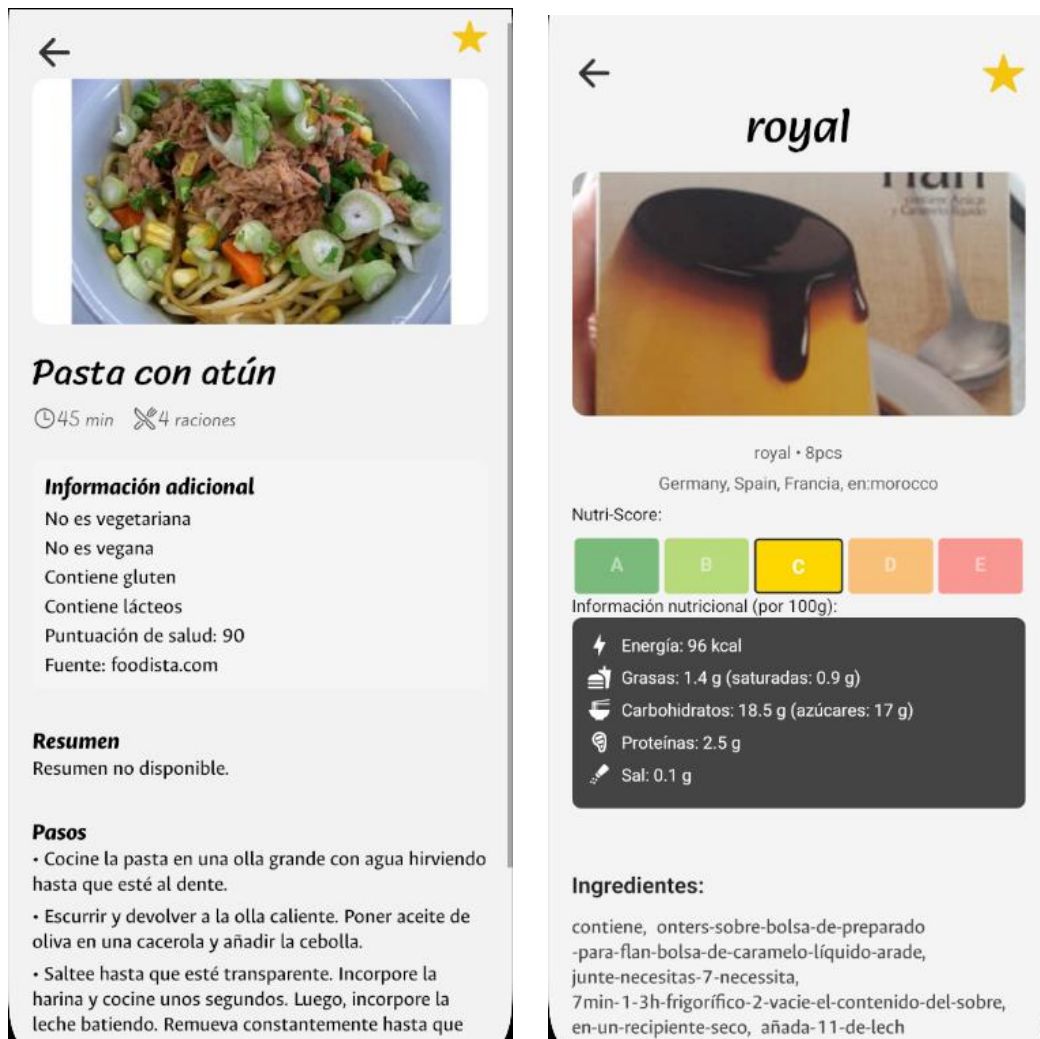 Pasta con atún
45 min 4 raciones
Información adicional
No es vegetariana
No es vegana
Contiene gluten
Contiene lácteos
Puntuación de salud: 90
Fuente: foodista.com
Resumen
Resumen no disponible.
Pasos
• Cocine la pasta en una olla grande con agua hirviendo
hasta que esté al dente.
• Escurrir y devolver a la olla caliente. Poner aceite de
oliva en una cacerola y añadir la cebolla.
• Saltee hasta que esté transparente. Incorpore la
harina y cocine unos segundos. Luego, incorpore la
leche batiendo. Remueva constantemente hasta que
royal
flan
contiene Azúcar
y Caramelo líquido
royal • 8pcs
Germany, Spain, Francia, en:morocco
Nutri-Score:
A B C D E
Información nutricional (por 100g):
Energía: 96 kcal
Grasas: 1.4 g (saturadas: 0.9 g)
Carbohidratos: 18.5 g (azúcares: 17 g)
Proteínas: 2.5 g
Sal: 0.1 g
Ingredientes:
contiene, onters-sobre-bolsa-de-preparado
-para-flan-bolsa-de-caramelo-líquido-arade,
junte-necesitas-7-necessita,
7min-1-3h-frigorífico-2-vacie-el-contenido-del-sobre,
en-un-recipiente-seco, añada-11-de-lech